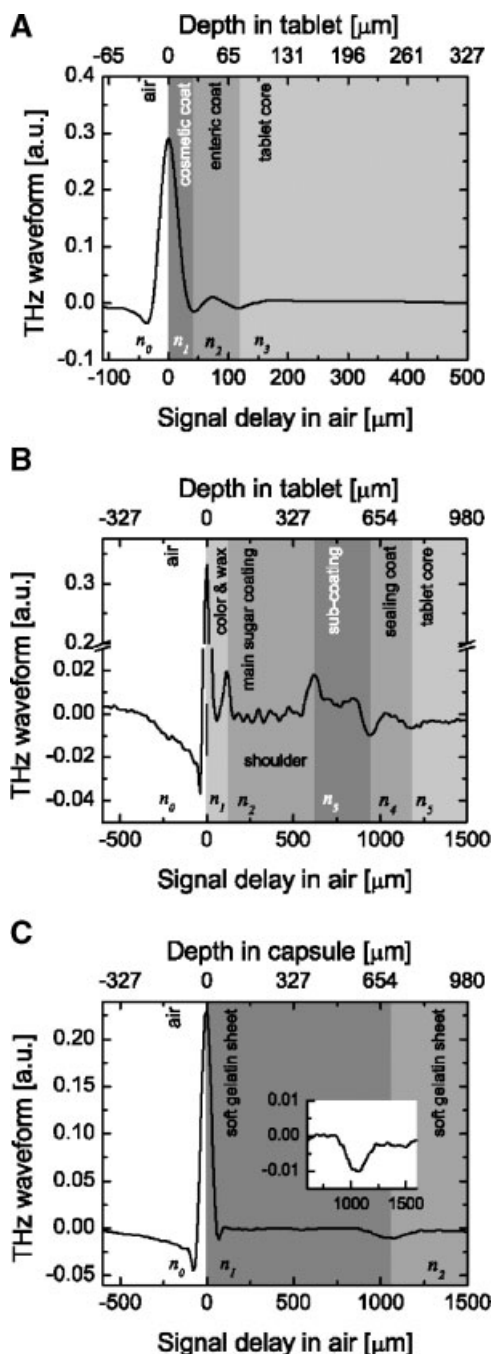 A
Depth in tablet [μm]
-65 0 65 131 196 261 327
air
cosmetic coat
enteric coat
tablet core
THz waveform [a.u.]
0.4
0.3
0.2
0.1
0.0
-0.1
n0 n1 n2 n3
-100 0 100 200 300 400 500
Signal delay in air [μm]
B
Depth in tablet [μm]
-327 0 327 654 980
air
color & wax
main sugar coating
sub-coating
sealing coat
tablet core
THz waveform [a.u.]
0.3
0.2
0.02
0.00
-0.02
-0.04
shoulder
n0 n1 n2 n3 n4 n5
-500 0 500 1000 1500
Signal delay in air [μm]
C
Depth in capsule [μm]
-327 0 327 654 980
air
soft gelatin sheet
soft gelatin sheet
THz waveform [a.u.]
0.20
0.15
0.10
0.05
0.00
-0.05
0.01
0.00
-0.01
1000 1500
n0 n1 n2
-500 0 500 1000 1500
Signal delay in air [μm]